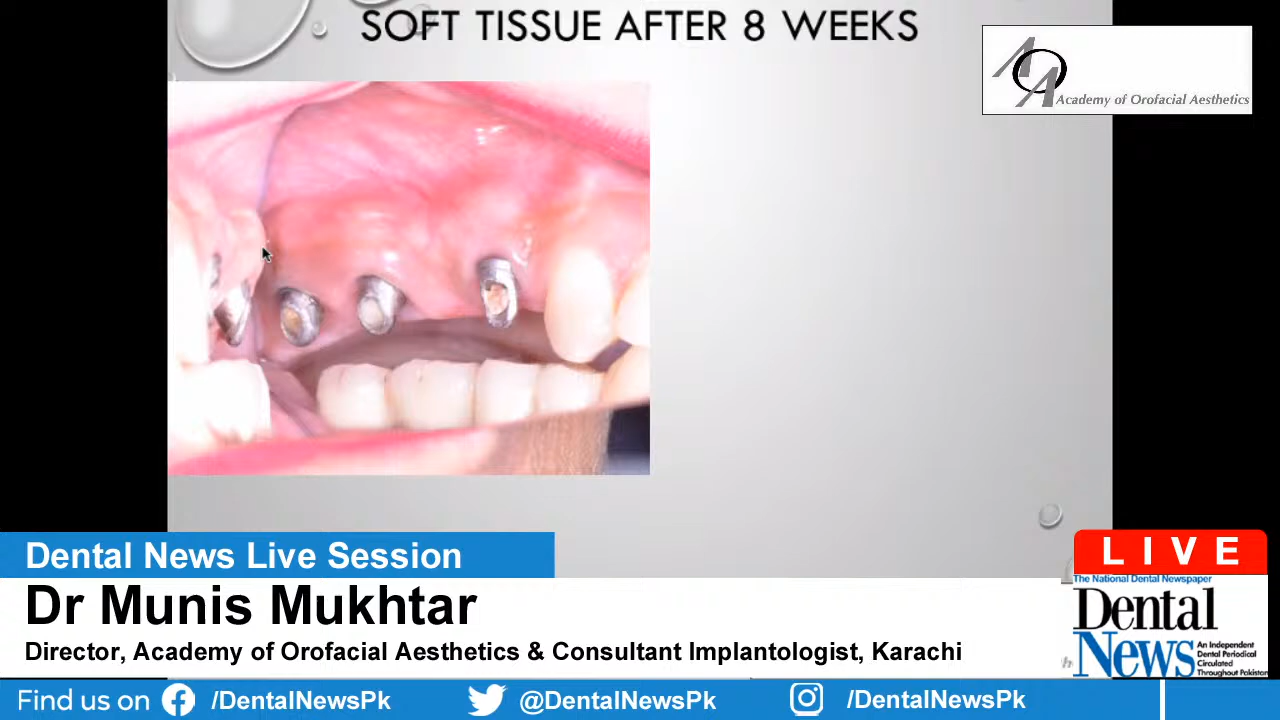 SOFT TISSUE AFTER 8 WEEKS
Academy of Orofacial Aesthetics
Dental News Live Session
LIVE
Dr Munis Mukhtar
Director, Academy of Orofacial Aesthetics & Consultant Implantologist, Karachi
The National Dental Newspaper
Dental
News
An Independent
Dental Periodical
Circulated
Throughout Pakistan
Find us on
/DentalNewsPk
@DentalNewsPk
/DentalNewsPk